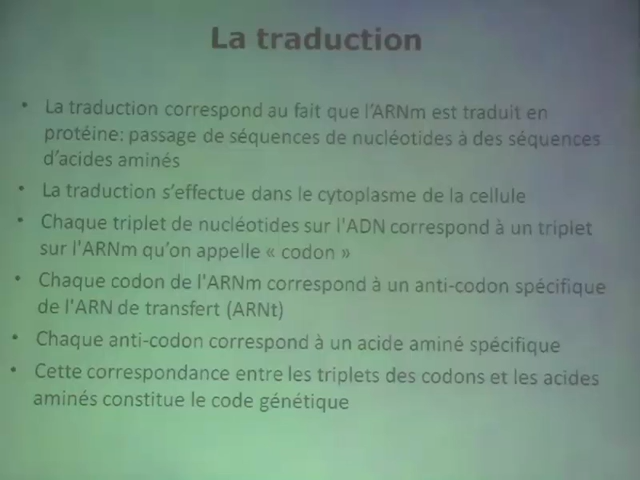 La traduction
• La traduction correspond au fait que l'ARNm est traduit en
protéine: passage de séquences de nucléotides à des séquences
d'acides aminés
• La traduction s'effectue dans le cytoplasme de la cellule
• Chaque triplet de nucléotides sur l'ADN correspond à un triplet
sur l'ARNm qu'on appelle « codon »
• Chaque codon de l'ARNm correspond à un anti-codon spécifique
de l'ARN de transfert (ARNt)
• Chaque anti-codon correspond à un acide aminé spécifique
• Cette correspondance entre les triplets des codons et les acides
aminés constitue le code génétique